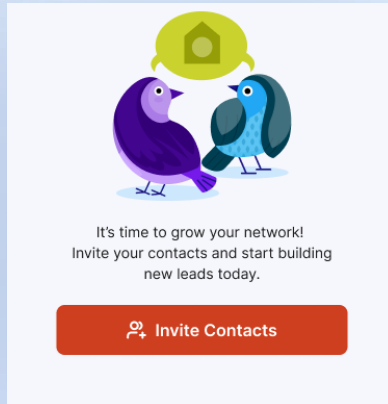 It's time to grow your network!
Invite your contacts and start building
new leads today.
Invite Contacts